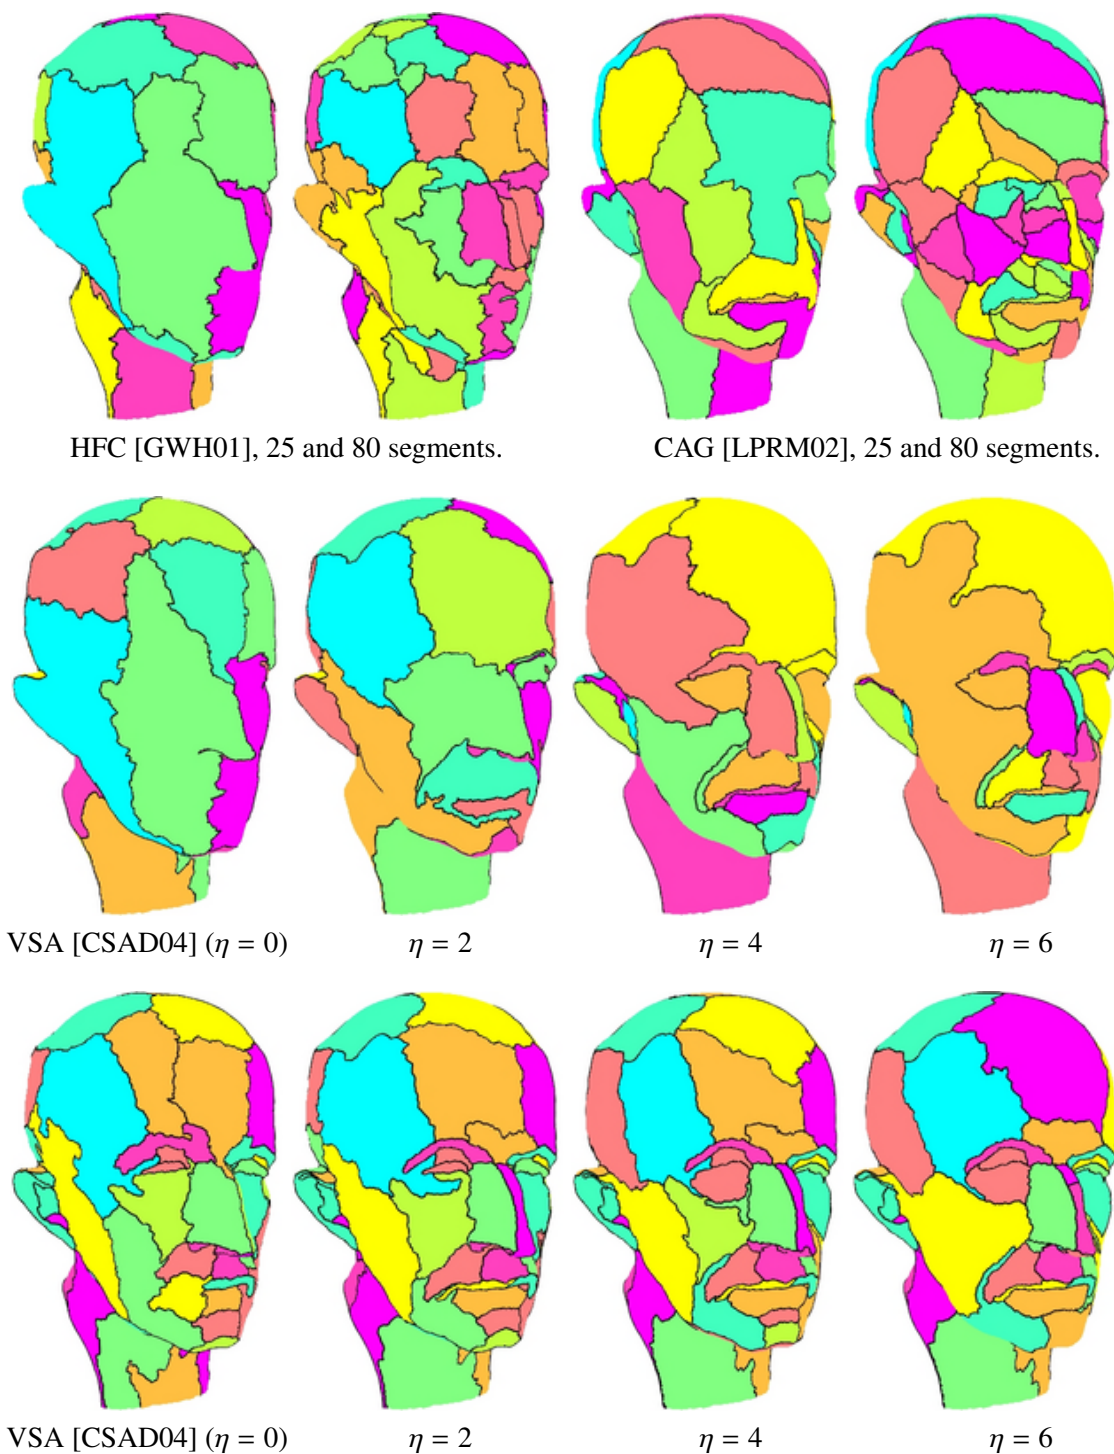 HFC [GWH01], 25 and 80 segments. CAG [LPRM02], 25 and 80 segments.
VSA [CSAD04] (η = 0) η = 2 η = 4 η = 6
VSA [CSAD04] (η = 0) η = 2 η = 4 η = 6